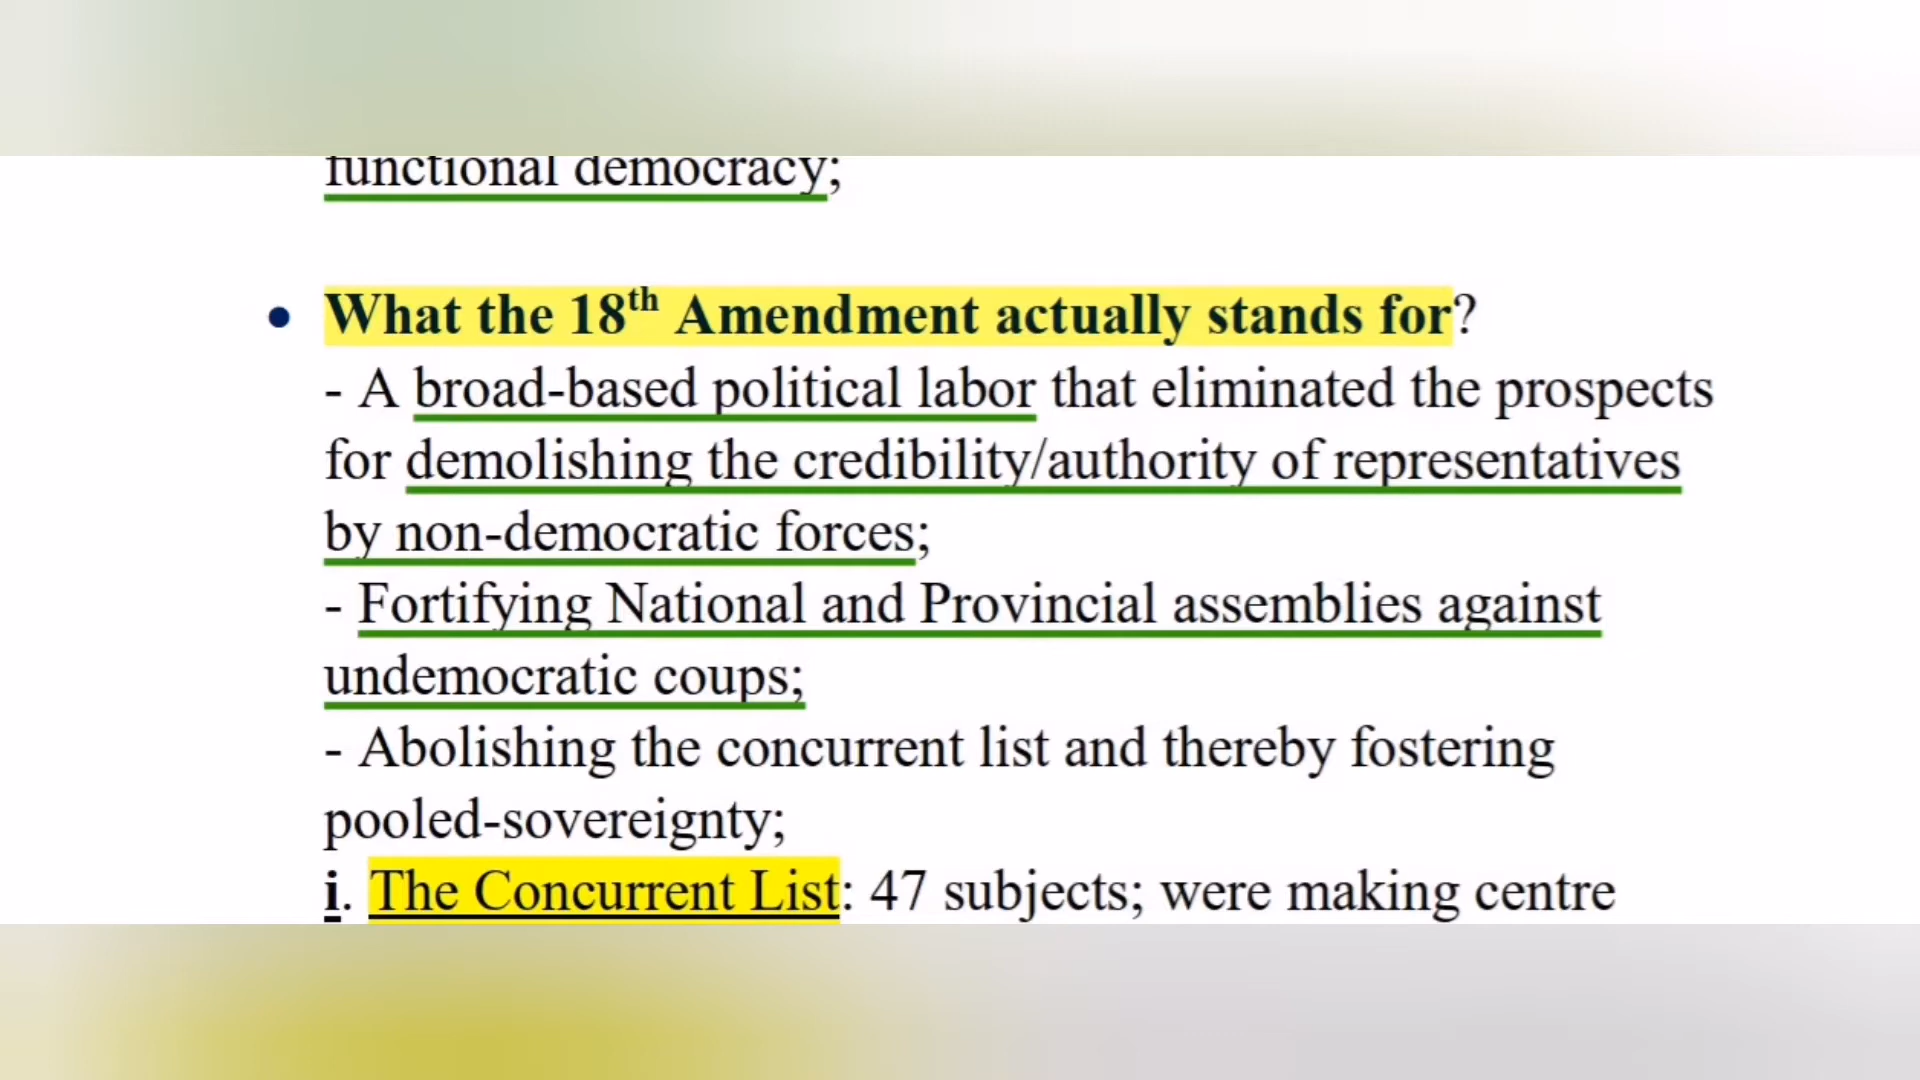 functional democracy;
• What the 18th Amendment actually stands for?
- A broad-based political labor that eliminated the prospects
for demolishing the credibility/authority of representatives
by non-democratic forces;
- Fortifying National and Provincial assemblies against
undemocratic coups;
- Abolishing the concurrent list and thereby fostering
pooled-sovereignty;
i. The Concurrent List: 47 subjects; were making centre